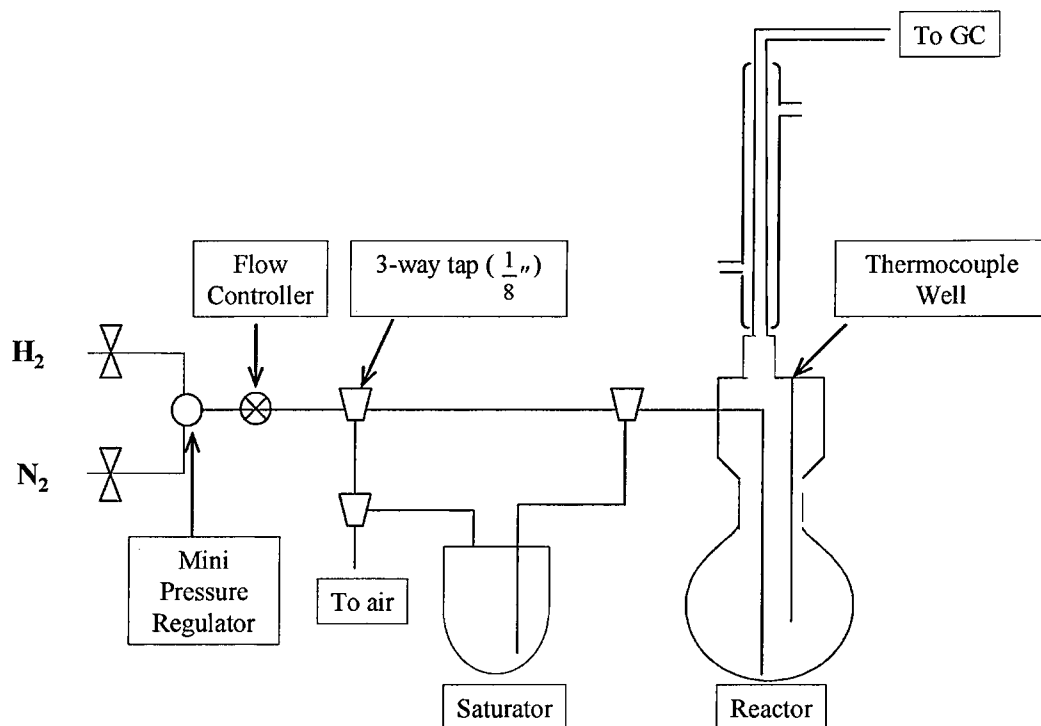 To GC
Flow
Controller
3-way tap ( 1/8 ")
Thermocouple
Well
H₂
N₂
Mini
Pressure
Regulator
To air
Saturator
Reactor